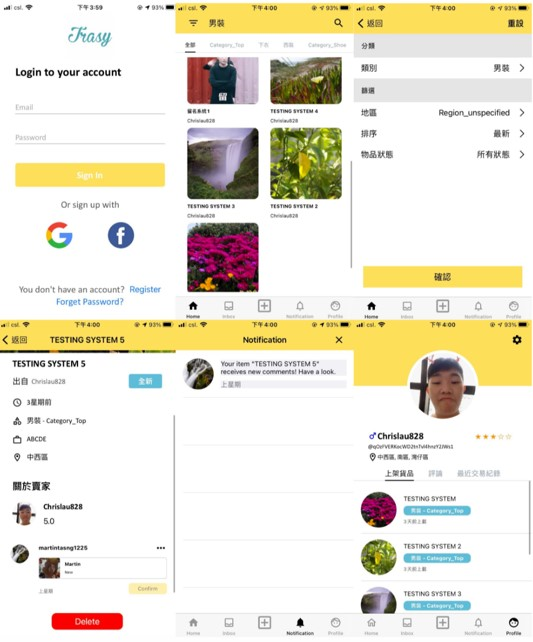 csl. 下午3:59 93%
Trasy
Login to your account
Email
Password
Sign In
Or sign up with
G f
You don't have an account? Register
Forget Password?
csl. 下午4:00 93%
男裝
全部 Category_Top 下衣 Category_Shoe
留
留名系統1 TESTING SYSTEM 4
Chrislau828 Chrislau828
TESTING SYSTEM 3 TESTING SYSTEM 2
Chrislau828 Chrislau828
Home Inbox Notification Profile
csl. 下午4:00 93%
返回 重設
分類
類別 男裝
篩選
地區 Region_unspecified
排序 最新
物品狀態 所有狀態
確認
Home Inbox Notification Profile
csl. 下午4:00 93%
返回 TESTING SYSTEM 5
TESTING SYSTEM 5
出自 Chrislau828 全新
3星期前
男裝 - Category_Top
ABCDE
中西區
關於賣家
Chrislau828
5.0
martintasng1225
Martin
New
上星期 Confirm
Delete
csl. 下午4:00 93%
Notification
Your item "TESTING SYSTEM 5"
receives new comments! Have a look.
上星期
Home Inbox Notification Profile
csl. 下午4:00 93%
Chrislau828
中西區, 南區, 灣仔區
上架貨品 評論 最近交易紀錄
TESTING SYSTEM
男裝 - Category_Top
3天前上架
TESTING SYSTEM 2
男裝 - Category_Top
3天前上架
TESTING SYSTEM 3
男裝 - Category_Top
Home Inbox Notification Profile